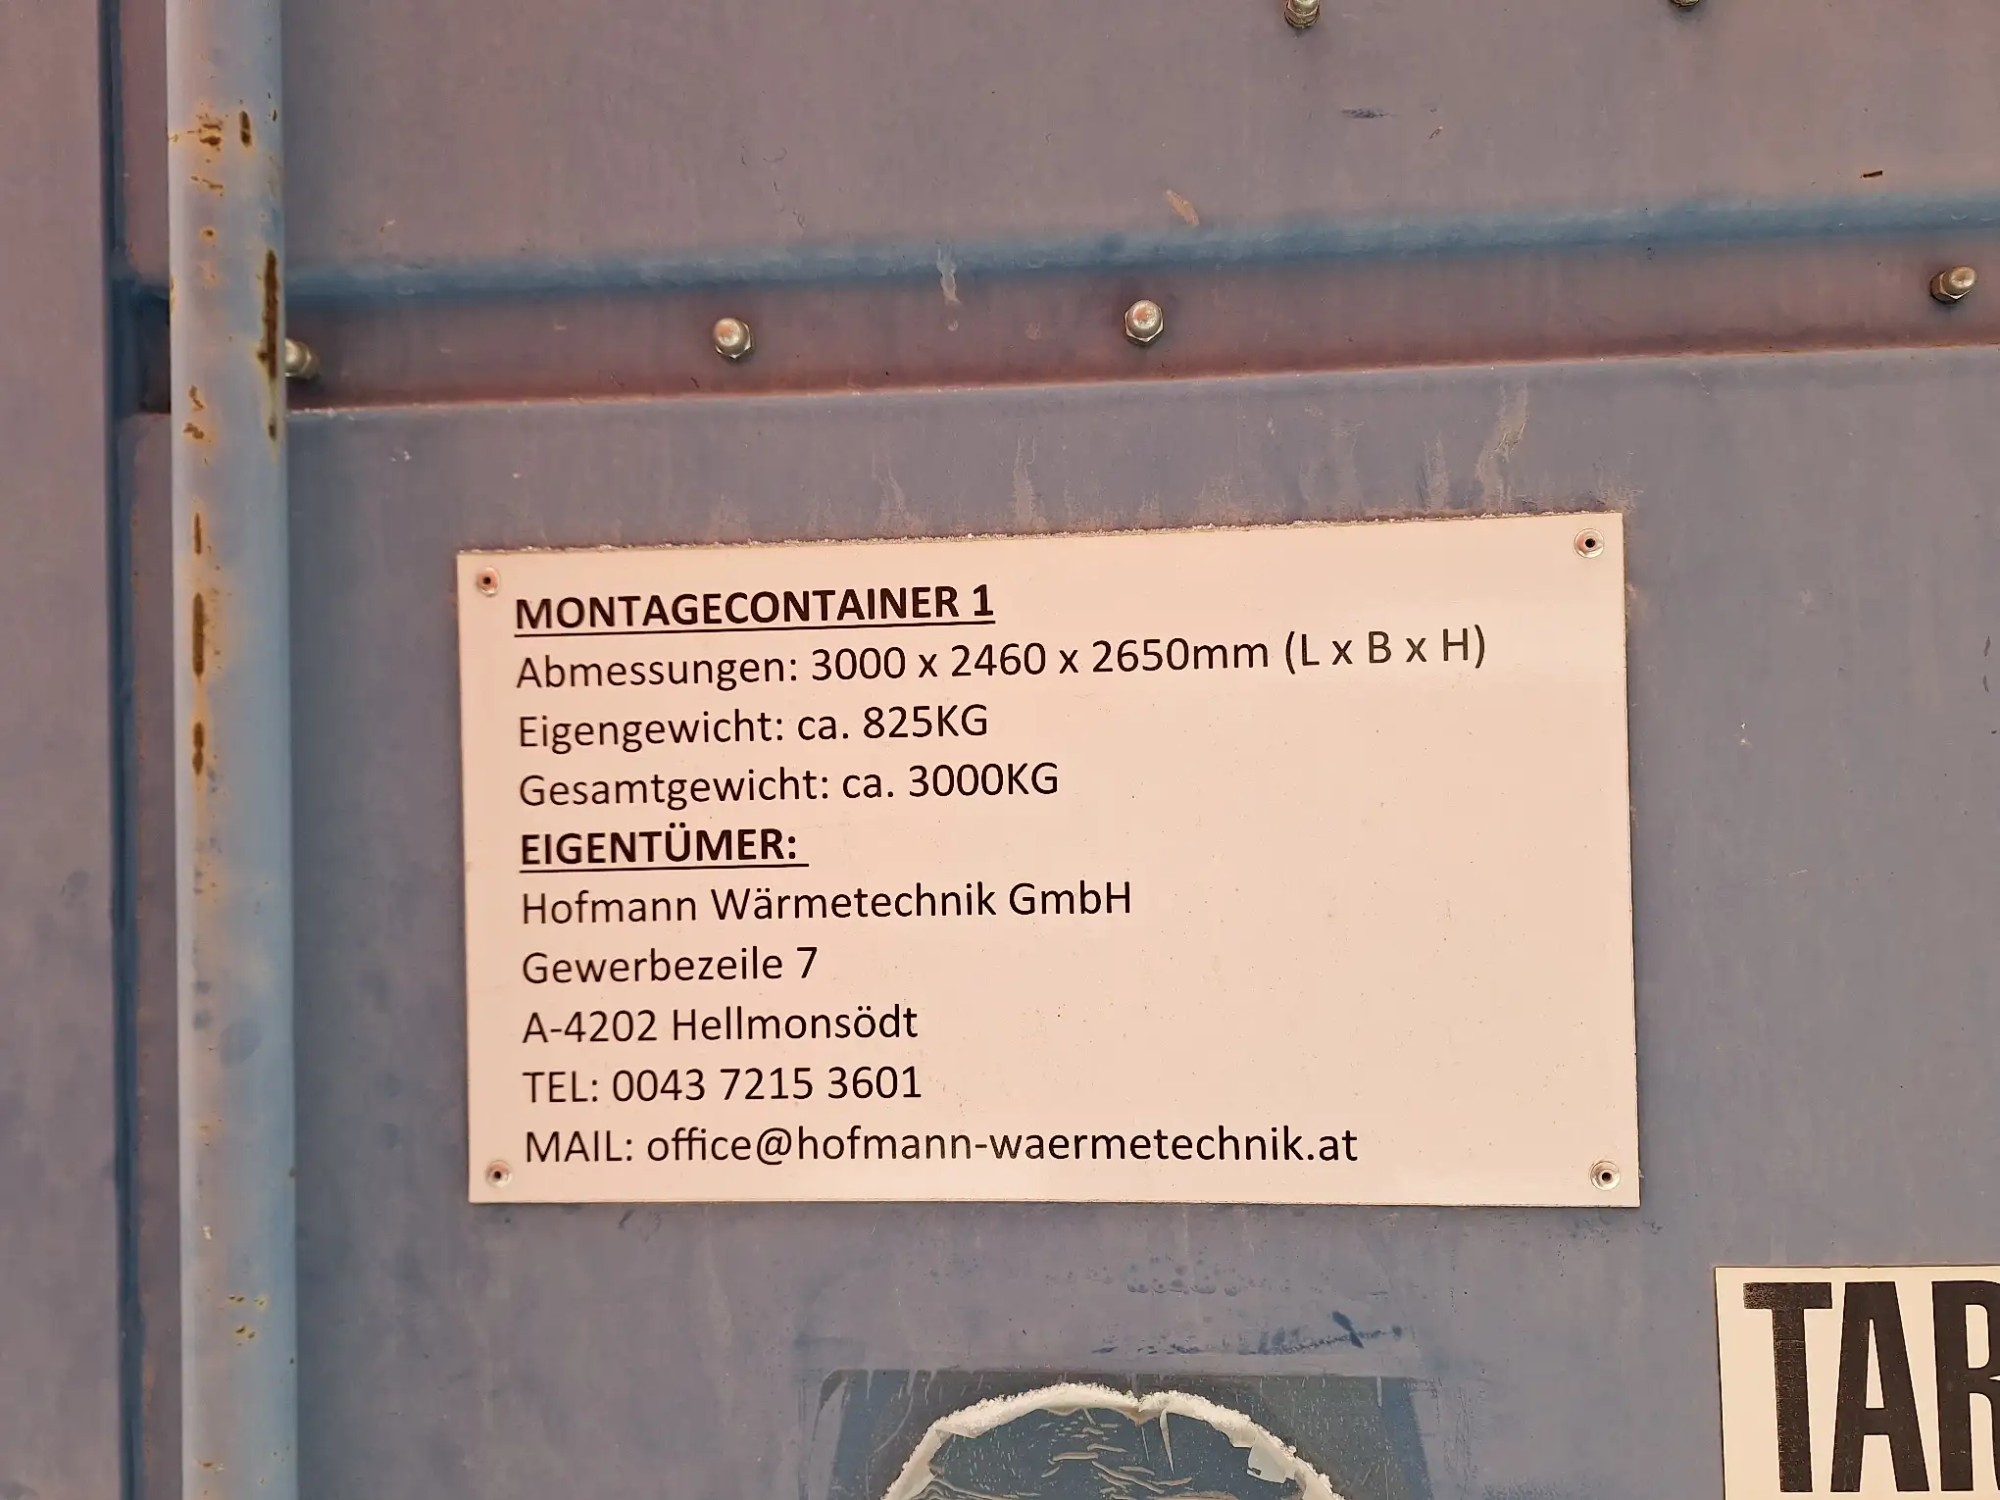 MONTAGECONTAINER 1
Abmessungen: 3000 x 2460 x 2650mm (L x B x H)
Eigengewicht: ca. 825KG
Gesamtgewicht: ca. 3000KG
EIGENTÜMER:
Hofmann Wärmetechnik GmbH
Gewerbezeile 7
A-4202 Hellmonsödt
TEL: 0043 7215 3601
MAIL: office@hofmann-waermetechnik.at
TAR